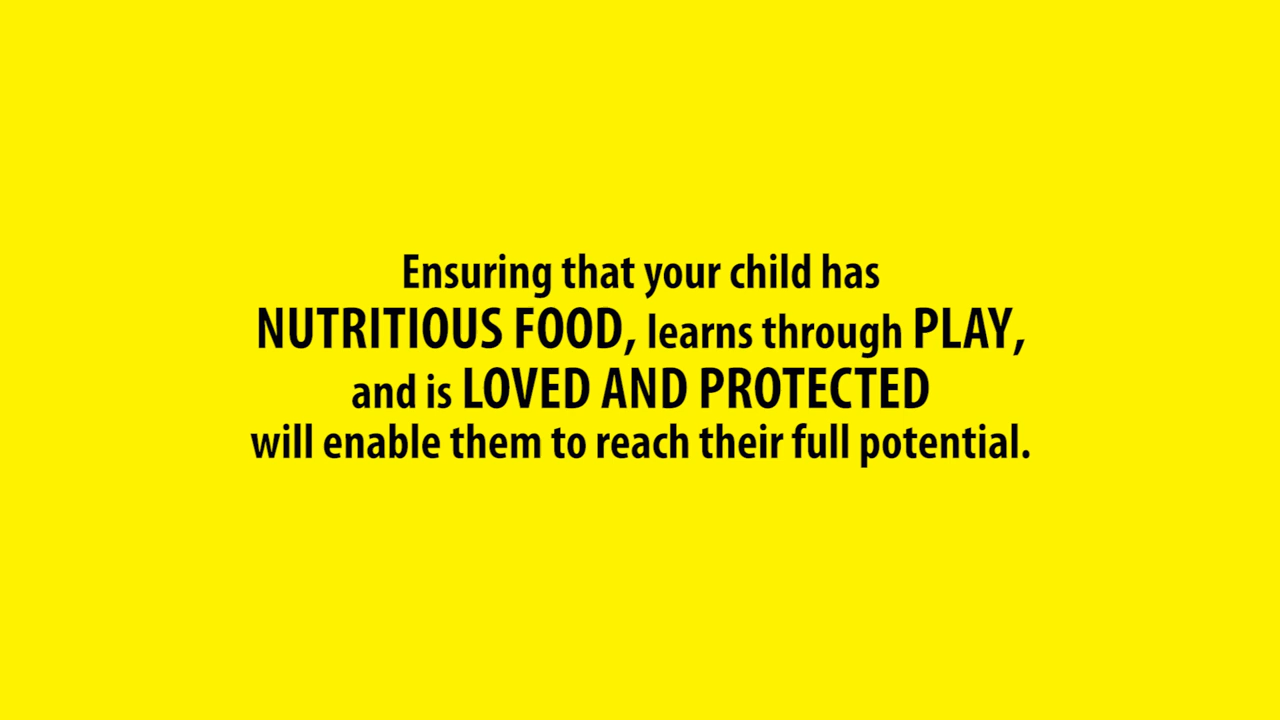 Ensuring that your child has
NUTRITIOUS FOOD, learns through PLAY,
and is LOVED AND PROTECTED
will enable them to reach their full potential.